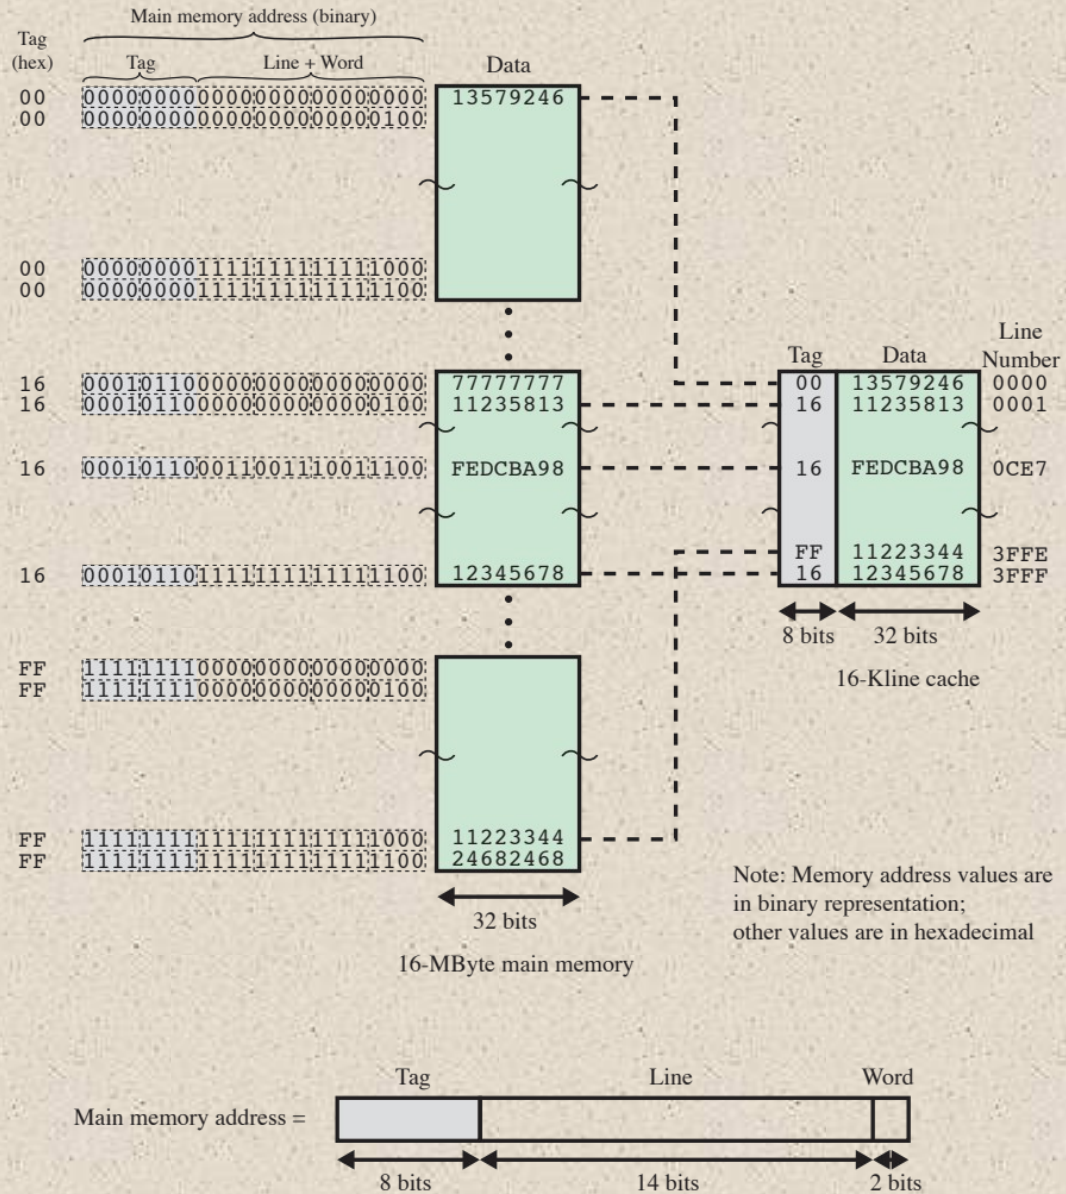 Main memory address (binary)
Tag
(hex)
Tag
Line + Word
Data
00 000000000000000000000000 13579246
00 000000000000000000000100
00 000000001111111111111000
00 000000001111111111111100
16 000101100000000000000000 77777777
16 000101100000000000000100 11235813
16 000101100011001110011100 FEDCBA98
16 000101101111111111111100 12345678
FF 111111110000000000000000
FF 111111110000000000000100
FF 111111111111111111111000 11223344
FF 111111111111111111111100 24682468
32 bits
16-MByte main memory
Tag
Data
Line
Number
00 13579246 0000
16 11235813 0001
16 FEDCBA98 0CE7
FF 11223344 3FFE
16 12345678 3FFF
8 bits
32 bits
16-Kline cache
Note: Memory address values are
in binary representation;
other values are in hexadecimal
Tag
Line
Word
Main memory address =
8 bits
14 bits
2 bits